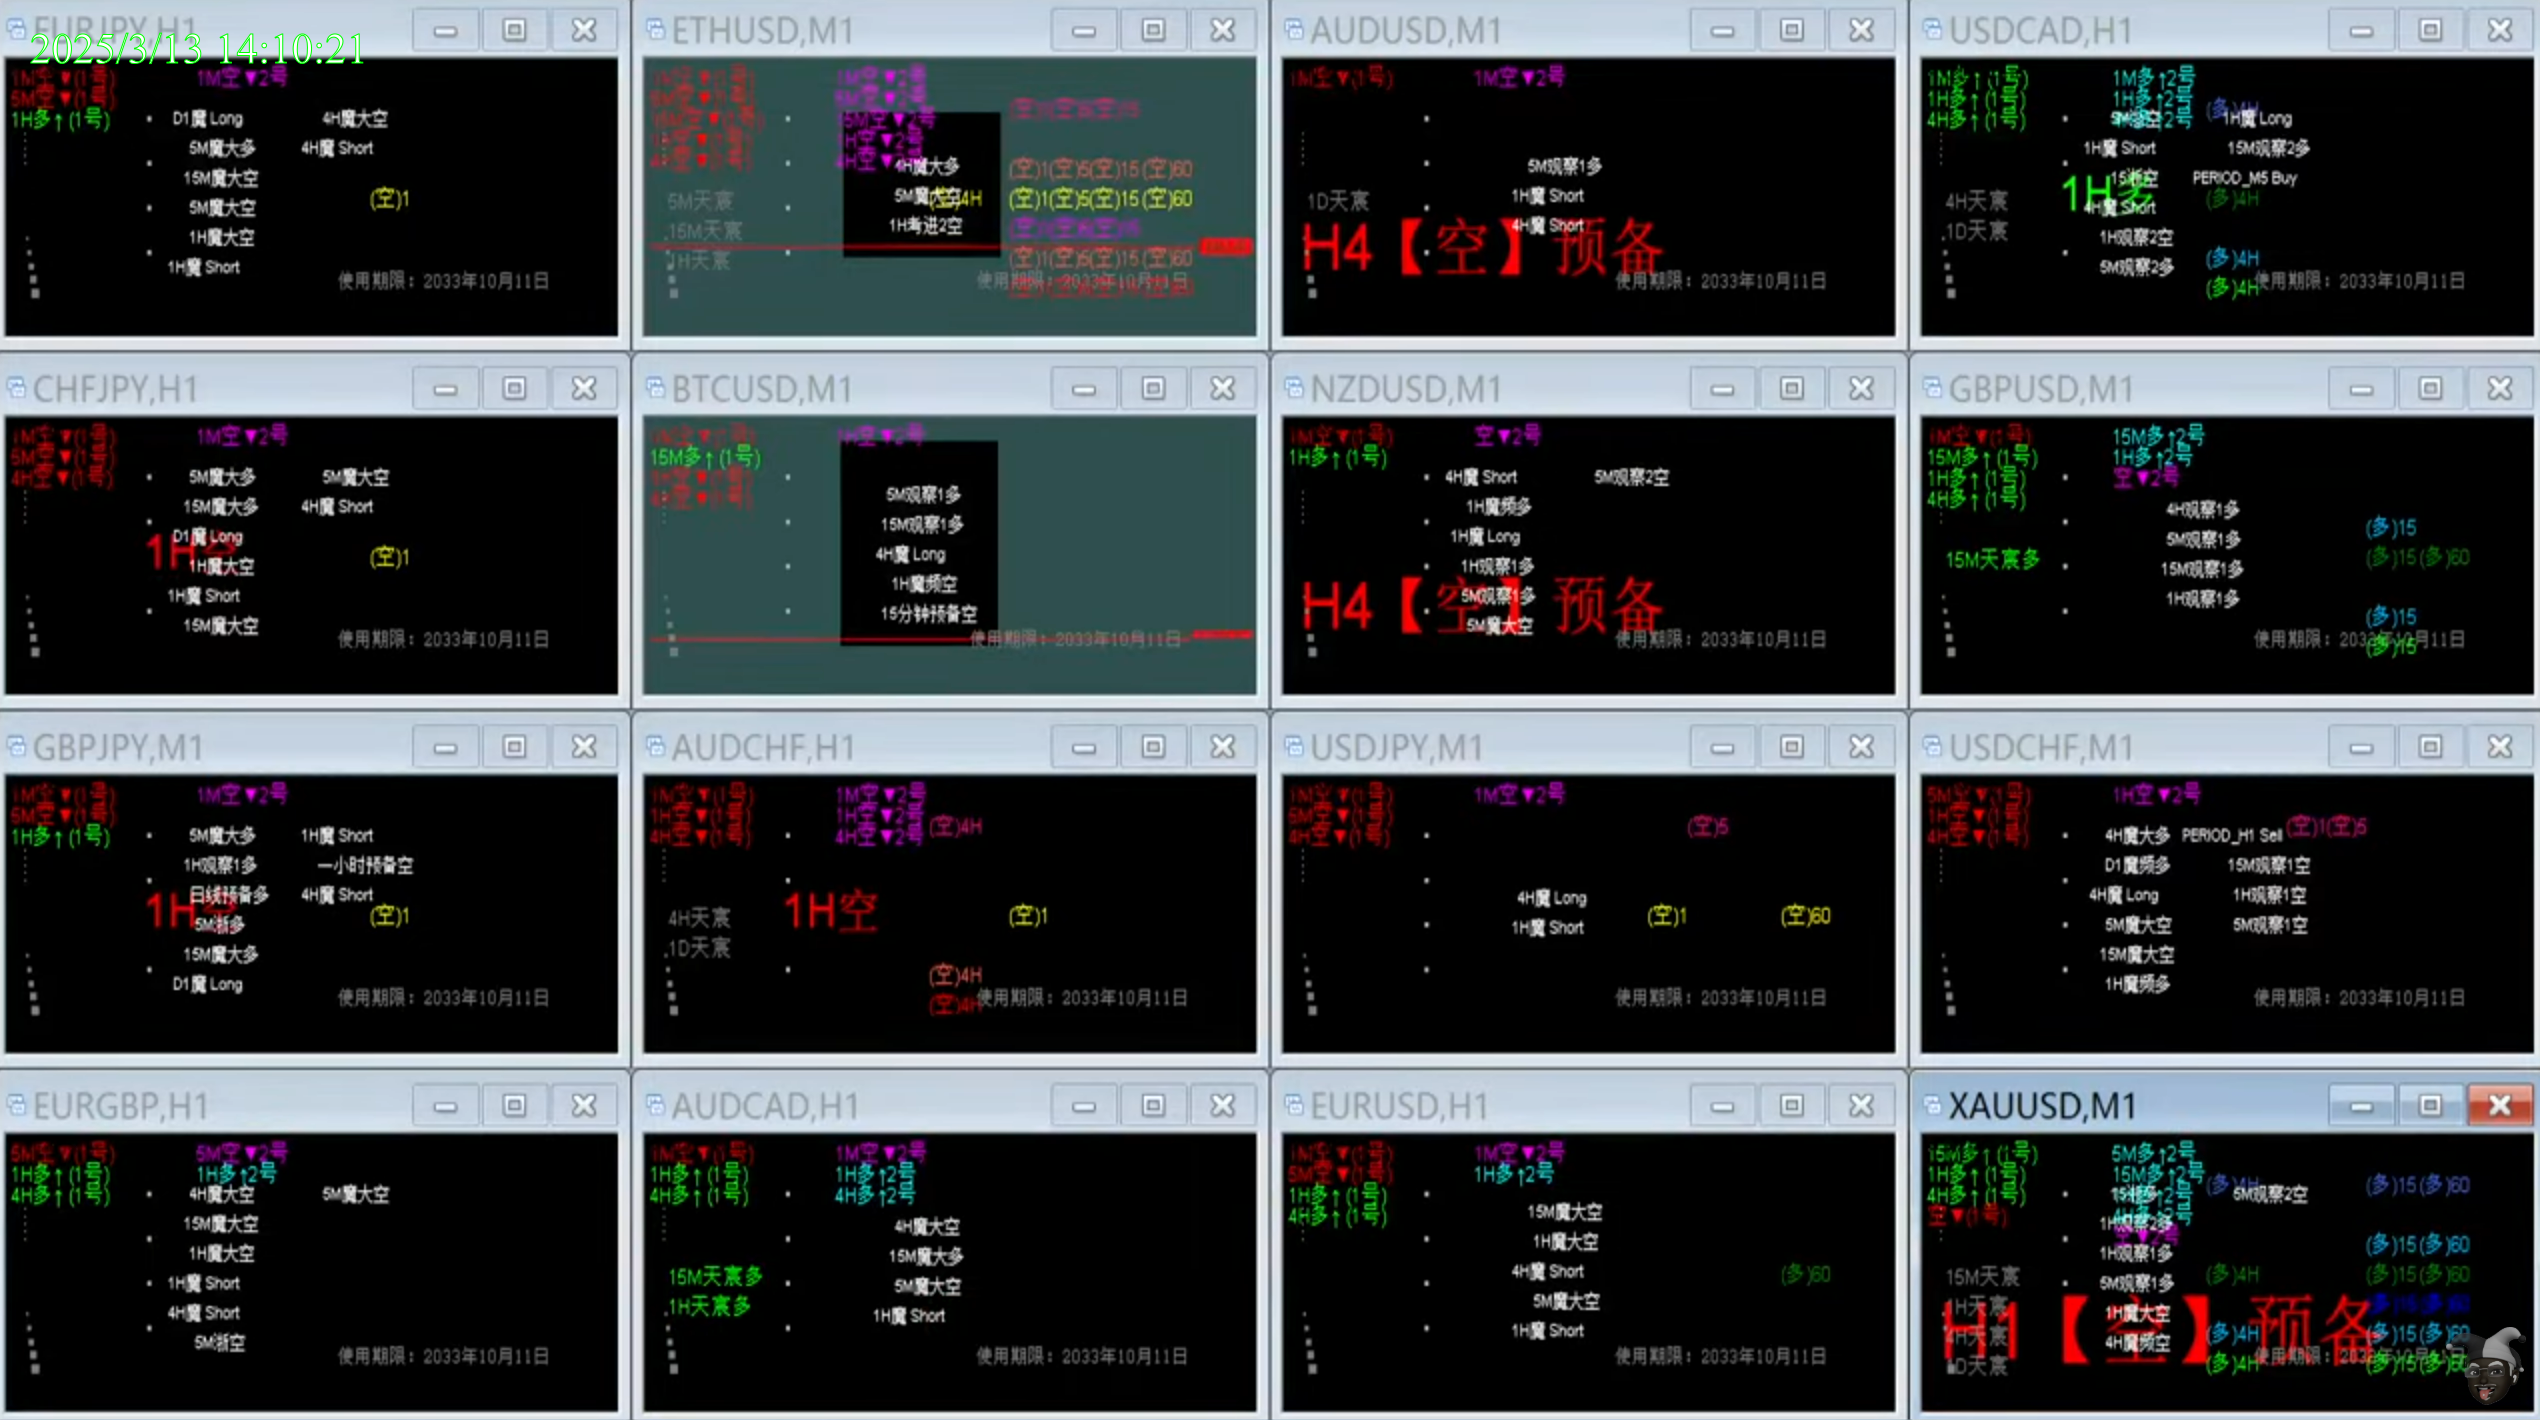 EURJPY,H1
2025/3/13 14:10:21
1M空▼(1号)
5M空▼(1号)
1H多↑(1号)
1M空▼2号
D1魔 Long
4H魔大空
5M魔大多
4H魔 Short
15M魔大空
5M魔大空
(空)1
1H魔大空
1H魔 Short
使用期限：2033年10月11日
ETHUSD,M1
1M空▼2号
5M空▼2号
15M空▼2号
1H空▼2号
4H空▼2号
4H魔大多
(空)1(空)5(空)15(空)60
5M天宸
5M魔大空
(空)1(空)5(空)15(空)60
15M天宸
1H考进2空
1H天宸
(空)1(空)5(空)15(空)60
AUDUSD,M1
1M空▼(1号)
1M空▼2号
5M观察1多
1D天宸
1H魔 Short
4H魔 Short
H4【空】预备
使用期限：2033年10月11日
USDCAD,H1
1M多↑(1号)
1H多↑(1号)
4H多↑(1号)
1M多↑2号
1H多↑2号
1H魔 Long
1H魔 Short
15M观察2多
PERIOD_M5 Buy
1H多
4H天宸
4H魔 Short
(多)4H
1D天宸
1H观察2空
(多)4H
5M观察2多
(多)4H
使用期限：2033年10月11日
CHFJPY,H1
1M空▼(1号)
5M空▼(1号)
4H空▼(1号)
1M空▼2号
5M魔大多
5M魔大空
15M魔大多
4H魔 Short
D1魔 Long
1H空
1H魔大空
(空)1
1H魔 Short
15M魔大空
使用期限：2033年10月11日
BTCUSD,M1
15M多↑(1号)
1H空▼2号
5M观察1多
15M观察1多
4H魔 Long
1H魔频空
15分钟预备空
使用期限：2033年10月11日
NZDUSD,M1
1M空▼(1号)
1H多↑(1号)
空▼2号
4H魔 Short
5M观察2空
1H魔频多
1H魔 Long
1H观察1多
5M观察1多
H4【空】预备
5M魔大空
使用期限：2033年10月11日
GBPUSD,M1
1M空▼(1号)
15M多↑(1号)
1H多↑(1号)
4H多↑(1号)
15M多↑2号
1H多↑2号
空▼2号
4H观察1多
(多)15
5M观察1多
15M天宸多
(多)15(多)60
15M观察1多
1H观察1多
(多)15
(多)15
GBPJPY,M1
1M空▼(1号)
5M空▼(1号)
1H多↑(1号)
1M空▼2号
5M魔大多
1H魔 Short
1H观察1多
一小时预备空
日线预备多
4H魔 Short
1H空
5M渐多
(空)1
15M魔大多
D1魔 Long
使用期限：2033年10月11日
AUDCHF,H1
1M空▼(1号)
1H空▼(1号)
4H空▼(1号)
1M空▼2号
1H空▼2号
4H空▼2号
(空)4H
4H天宸
1H空
(空)1
1D天宸
(空)4H
(空)4H
使用期限：2033年10月11日
USDJPY,M1
1M空▼(1号)
5M空▼(1号)
4H空▼(1号)
1M空▼2号
(空)5
4H魔 Long
(空)1
(空)60
1H魔 Short
使用期限：2033年10月11日
USDCHF,M1
5M空▼(1号)
1H空▼(1号)
4H空▼(1号)
1H空▼2号
4H魔大多
PERIOD_H1 Sell
(空)1(空)5
D1魔频多
15M观察1空
4H魔 Long
1H观察1空
5M魔大空
5M观察1空
15M魔大空
1H魔频多
使用期限：2033年10月11日
EURGBP,H1
5M空▼(1号)
1H多↑(1号)
4H多↑(1号)
5M空▼2号
1H多↑2号
4H魔大空
5M魔大空
15M魔大空
1H魔大空
1H魔 Short
4H魔 Short
5M渐空
使用期限：2033年10月11日
AUDCAD,H1
1M空▼(1号)
1H多↑(1号)
4H多↑(1号)
1M空▼2号
1H多↑2号
4H多↑2号
4H魔大空
15M魔大多
15M天宸多
5M魔大空
1H天宸多
1H魔 Short
使用期限：2033年10月11日
EURUSD,H1
1M空▼(1号)
5M空▼(1号)
1H多↑(1号)
4H多↑(1号)
1M空▼2号
1H多↑2号
15M魔大空
1H魔大空
4H魔 Short
(多)60
5M魔大空
1H魔 Short
使用期限：2033年10月11日
XAUUSD,M1
15M多↑(1号)
1H多↑(1号)
4H多↑(1号)
空▼(1号)
5M多↑2号
15M多↑2号
(多)4H
5M观察2空
(多)15(多)60
1H观察2多
1H观察1多
(多)15(多)60
15M天宸
5M观察1多
(多)4H
(多)15(多)60
1H天宸
1H魔大空
H1【空】预备
4H天宸
4H魔频空
(多)4H
(多)15(多)60
1D天宸
(多)4H